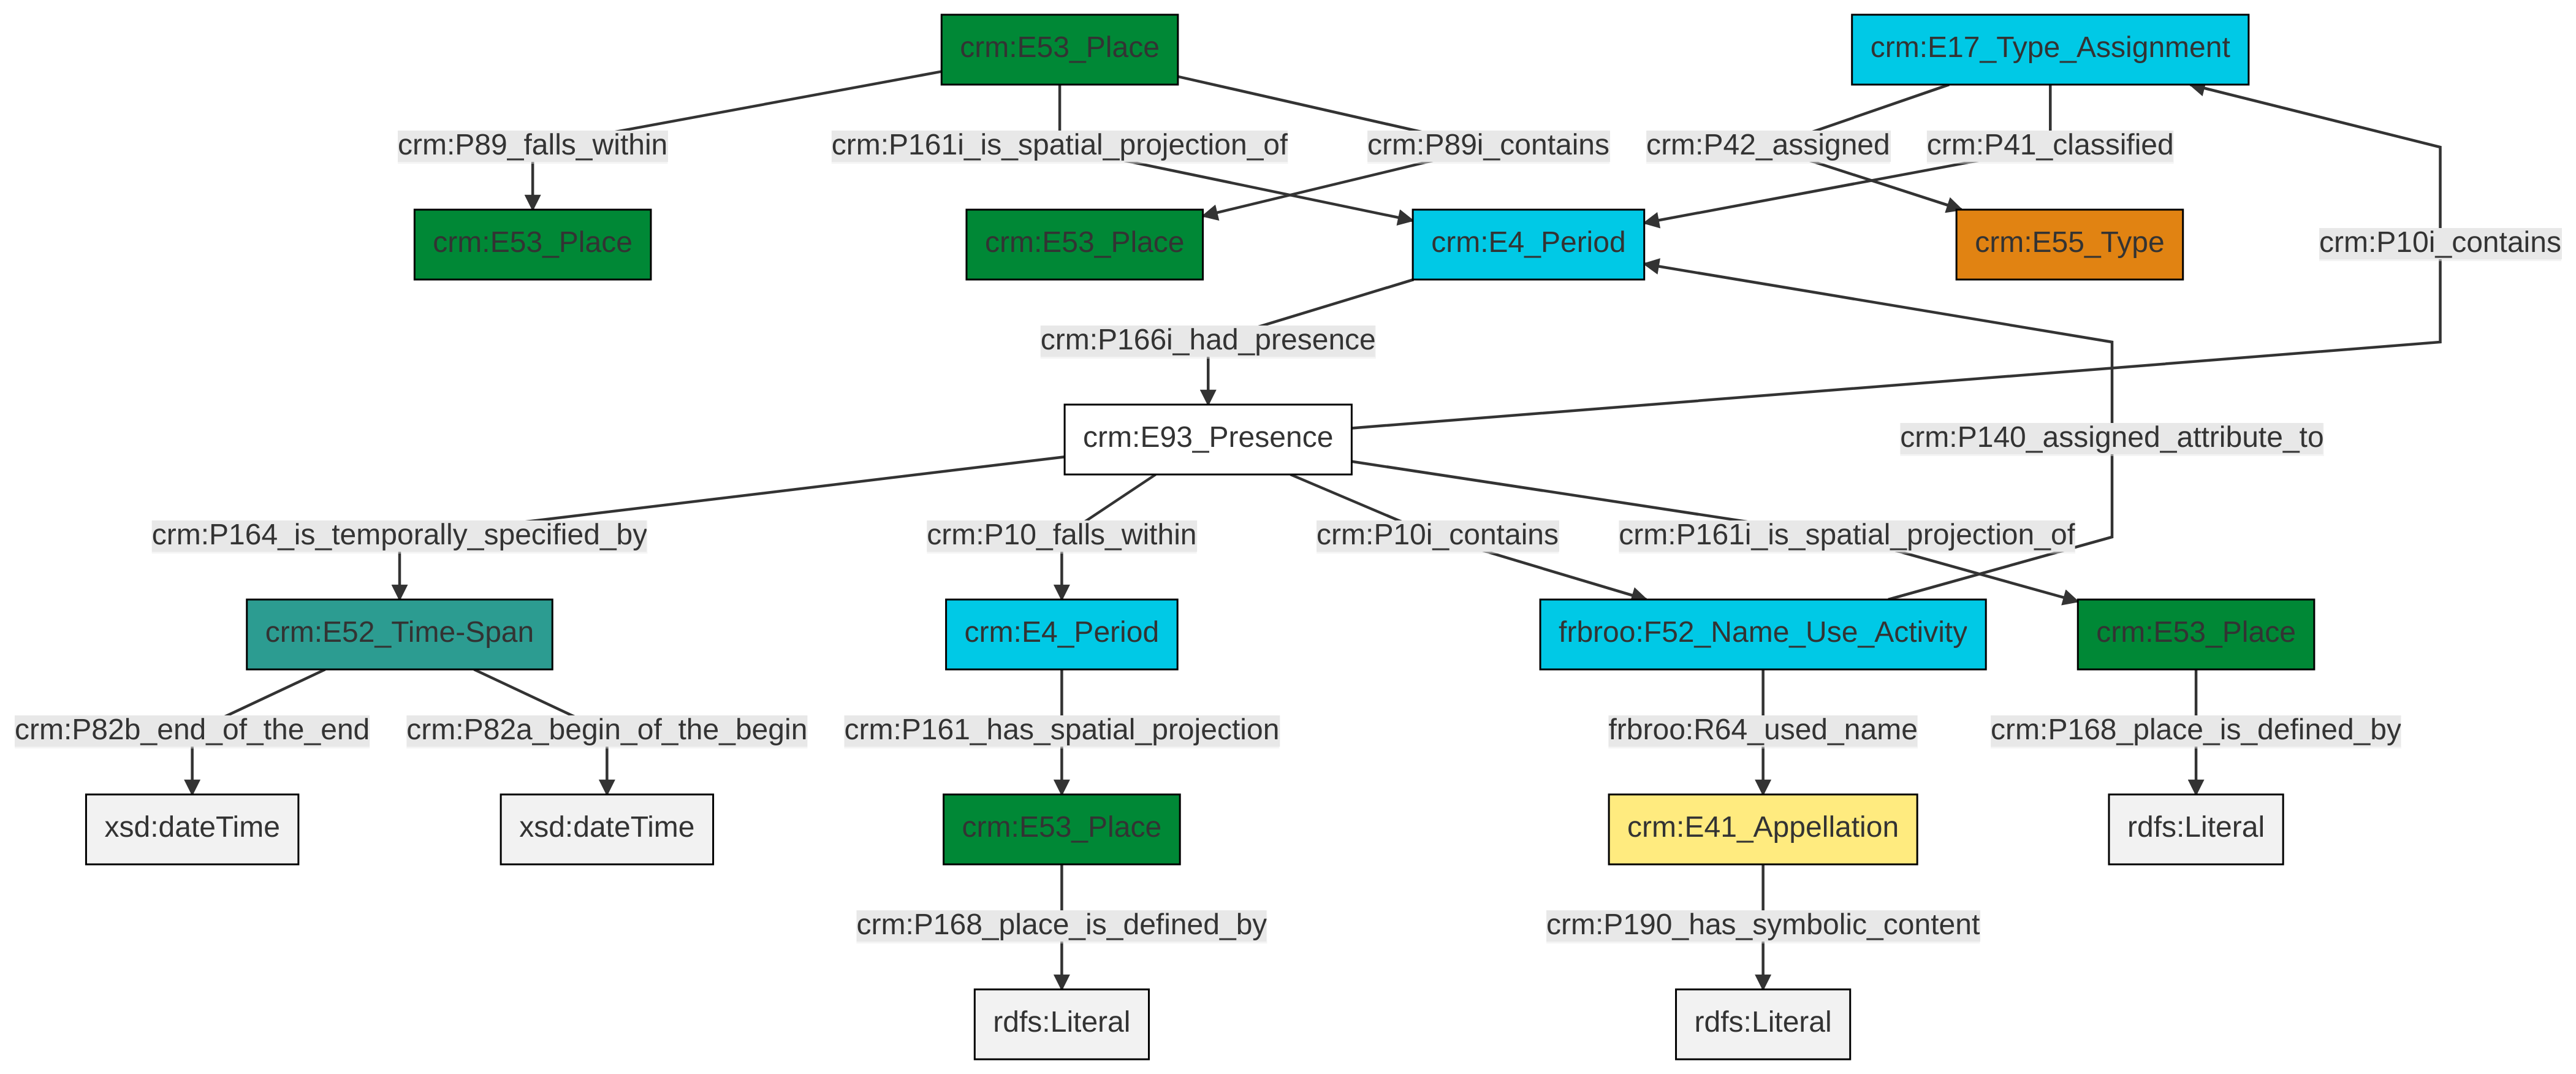 crm:E53_Place
crm:E17_Type_Assignment
crm:P89_falls_within
crm:P161i_is_spatial_projection_of
crm:P89i_contains
crm:P42_assigned
crm:P41_classified
crm:E53_Place
crm:E53_Place
crm:E4_Period
crm:E55_Type
crm:P10i_contains
crm:P166i_had_presence
crm:E93_Presence
crm:P140_assigned_attribute_to
crm:P164_is_temporally_specified_by
crm:P10_falls_within
crm:P10i_contains
crm:P161i_is_spatial_projection_of
crm:E52_Time-Span
crm:E4_Period
frbroo:F52_Name_Use_Activity
crm:E53_Place
crm:P82b_end_of_the_end
crm:P82a_begin_of_the_begin
crm:P161_has_spatial_projection
frbroo:R64_used_name
crm:P168_place_is_defined_by
xsd:dateTime
xsd:dateTime
crm:E53_Place
crm:E41_Appellation
rdfs:Literal
crm:P168_place_is_defined_by
crm:P190_has_symbolic_content
rdfs:Literal
rdfs:Literal